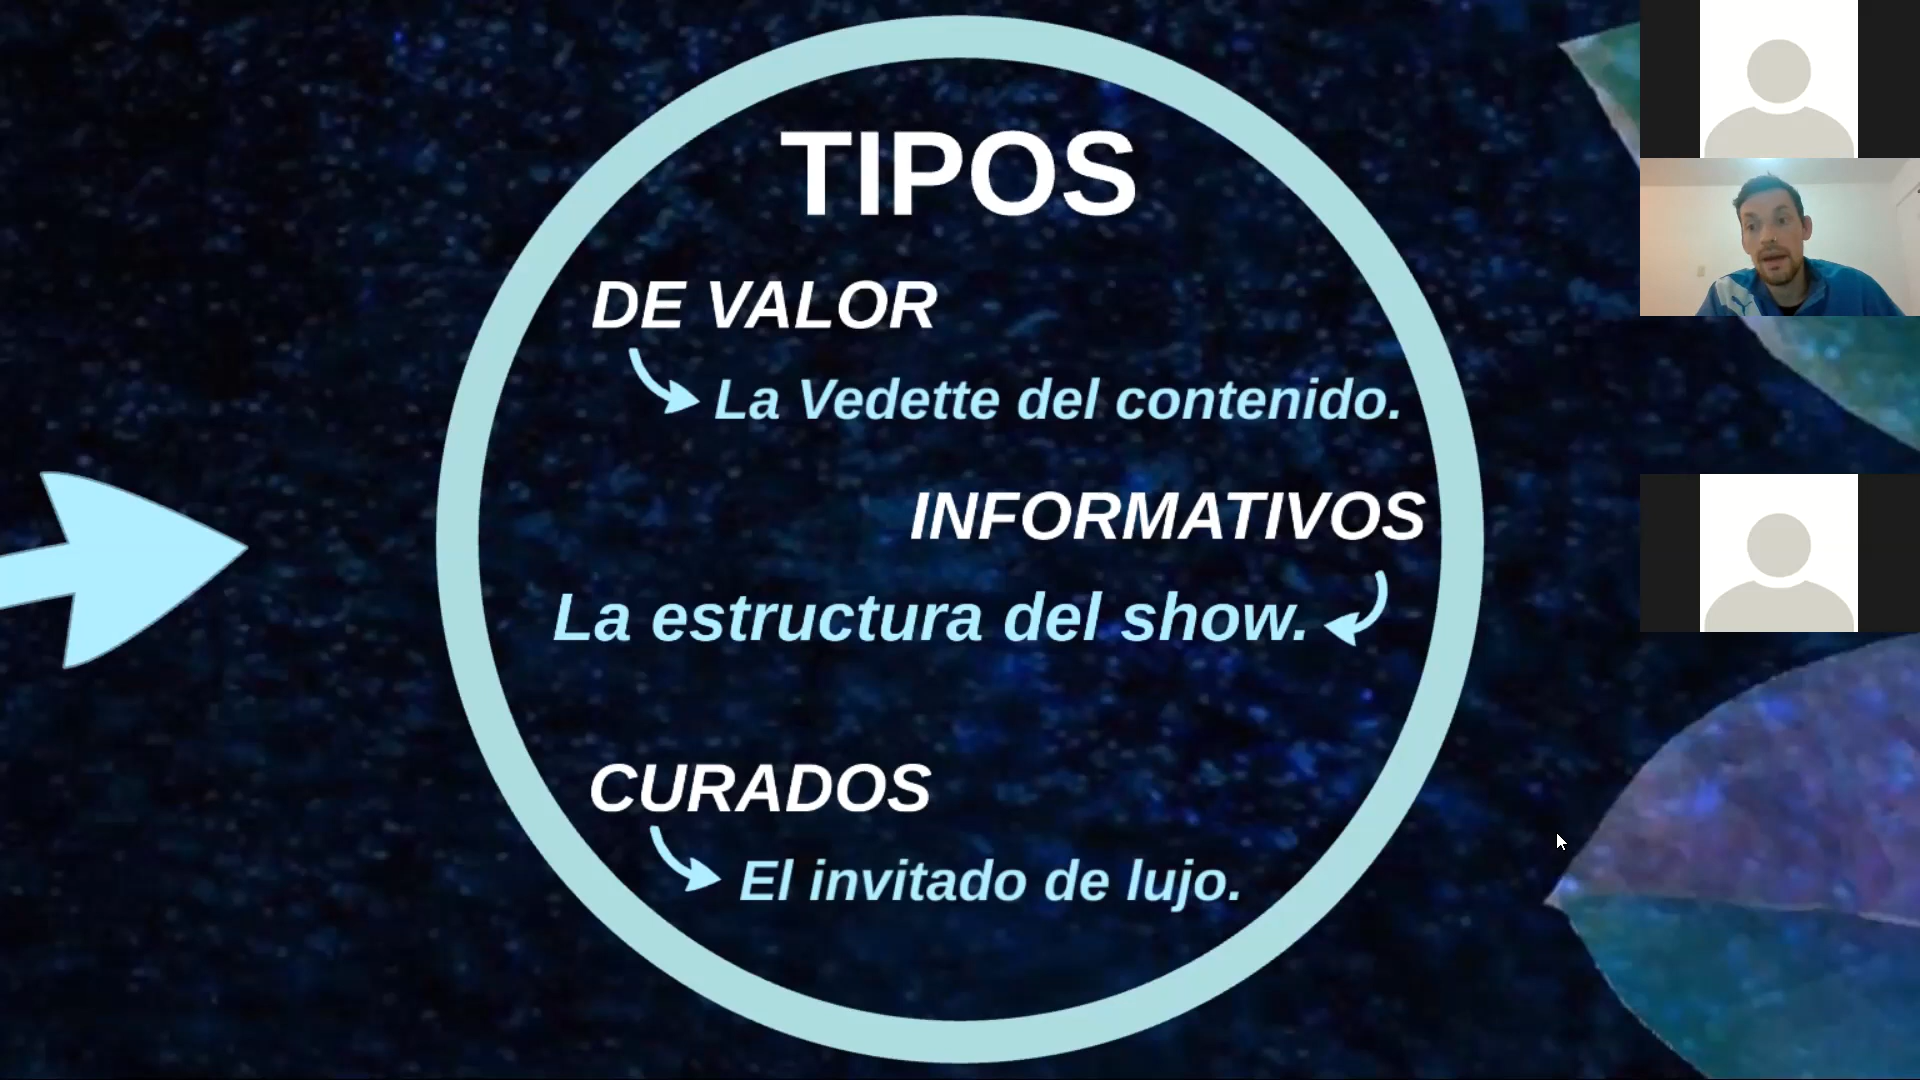 TIPOS
DE VALOR
La Vedette del contenido.
INFORMATIVOS
La estructura del show.
CURADOS
El invitado de lujo.